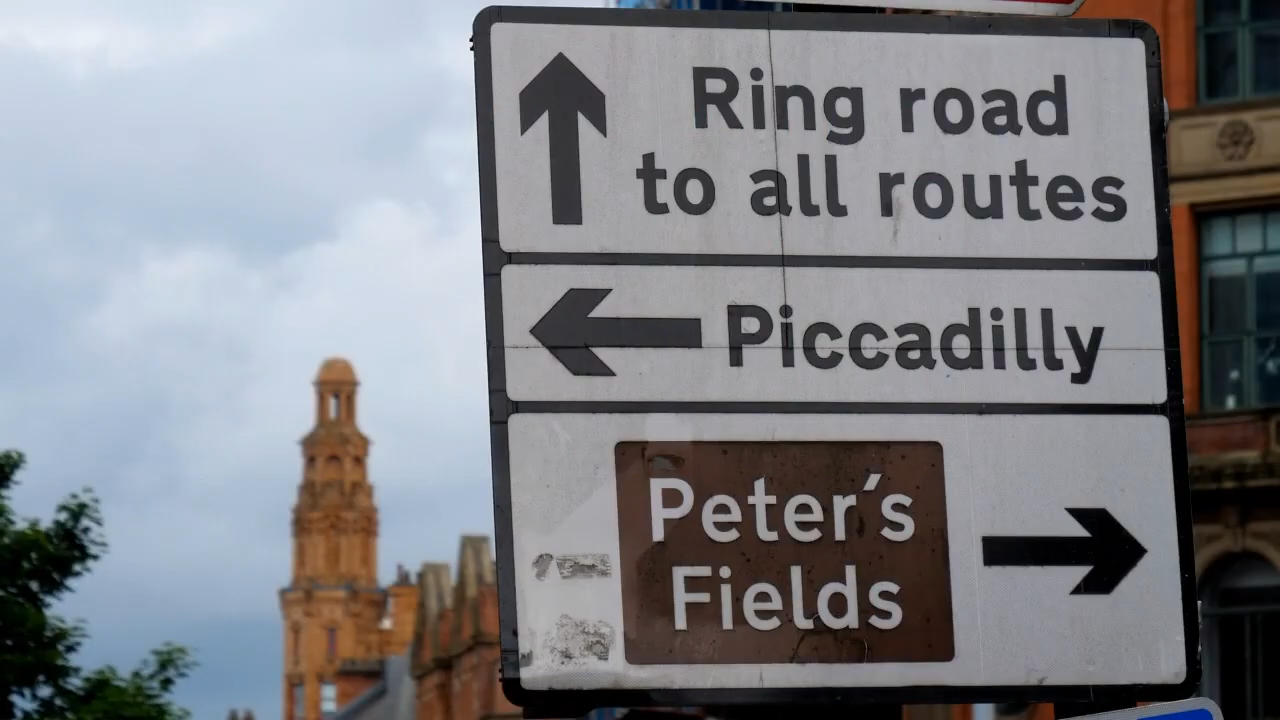 Ring road
to all routes
Piccadilly
Peter's
Fields